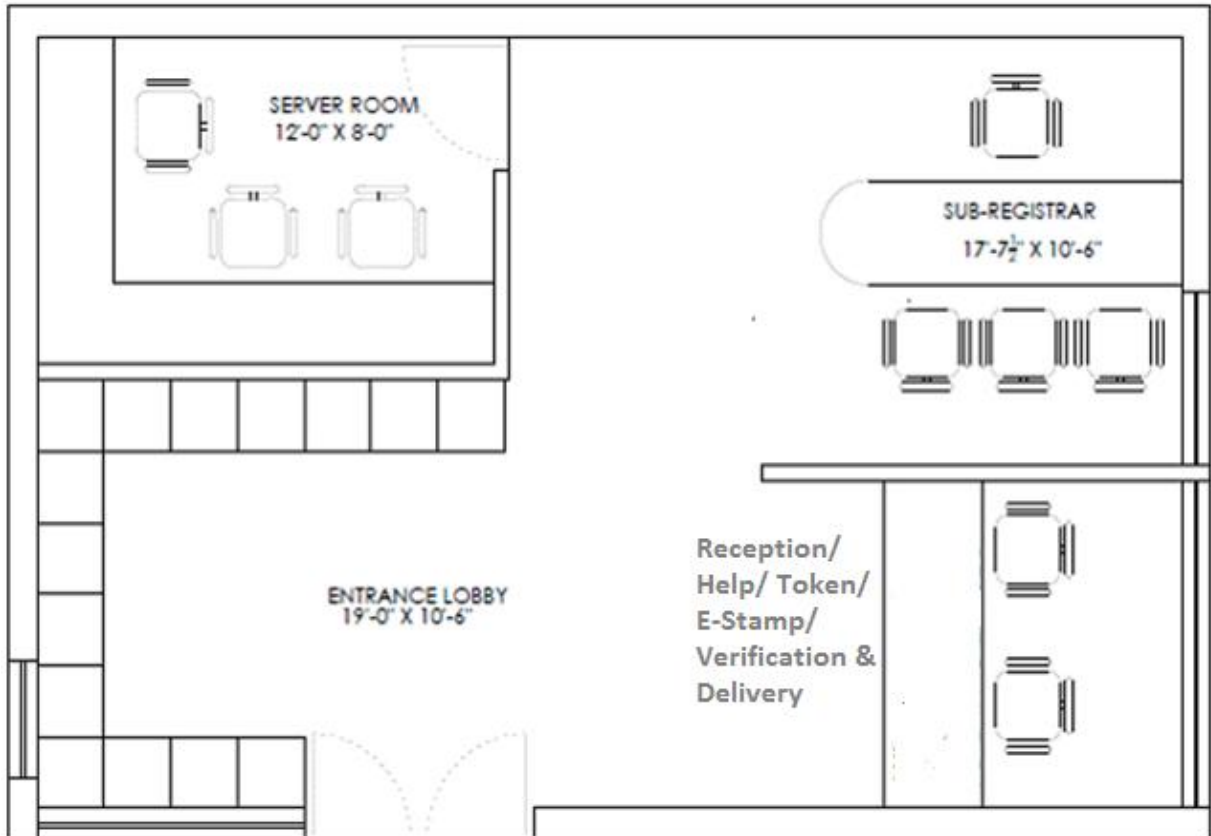 SERVER ROOM
12'-0" X 8'-0"
SUB-REGISTRAR
17'-7½" X 10'-6"
Reception/
Help/ Token/
E-Stamp/
Verification &
Delivery
ENTRANCE LOBBY
19'-0" X 10'-6"